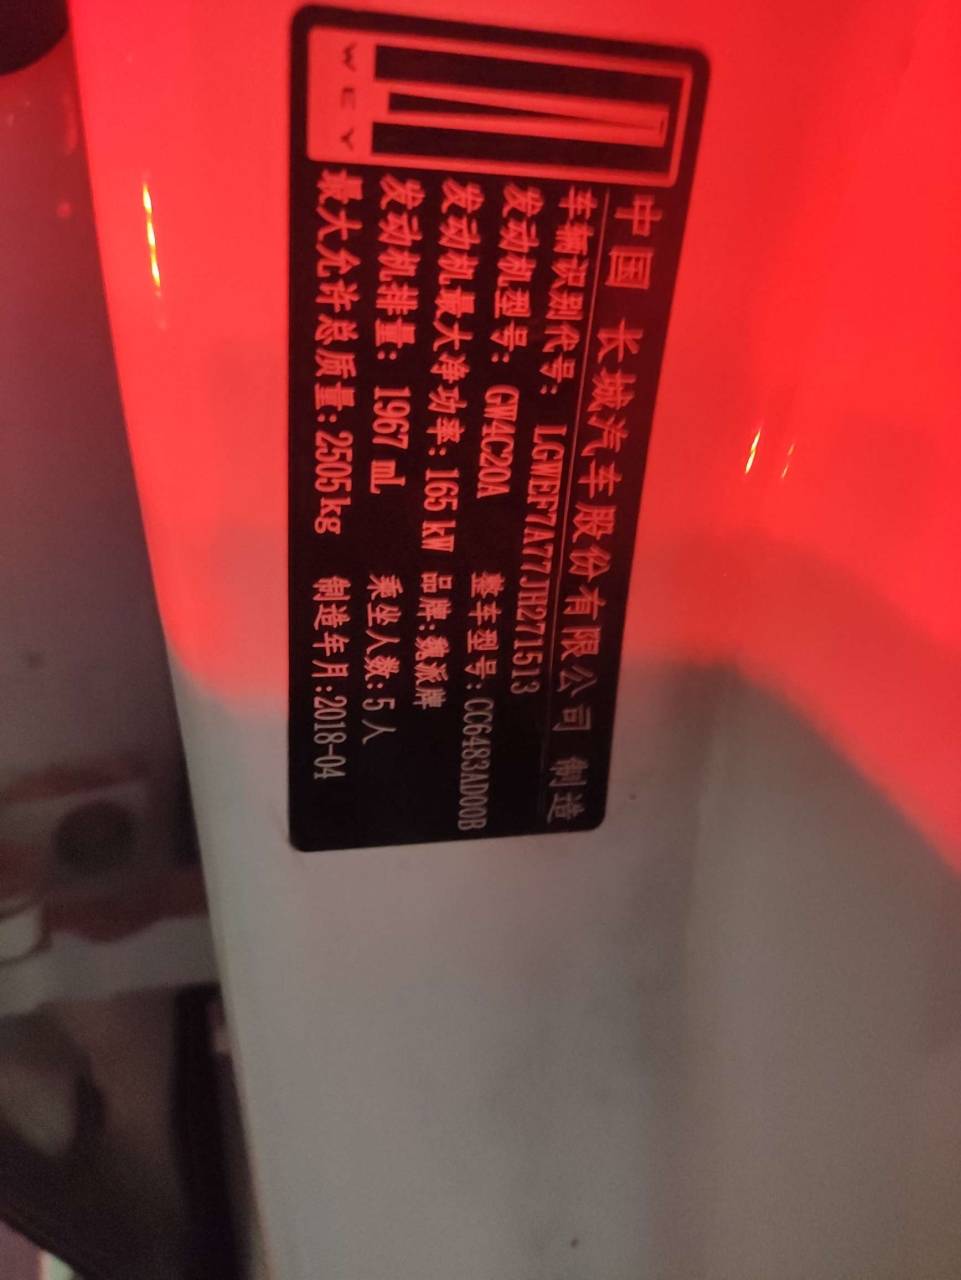 WEY
中国 长城汽车股份有限公司 制造
车辆识别代号: LGWEF7A77JH271513
发动机型号: GW4C20A 整车型号: CC6483AD00B
发动机最大净功率: 165 kW 品牌: 魏派牌
发动机排量: 1967 mL 乘坐人数: 5 人
最大允许总质量: 2505 kg 制造年月: 2018-04